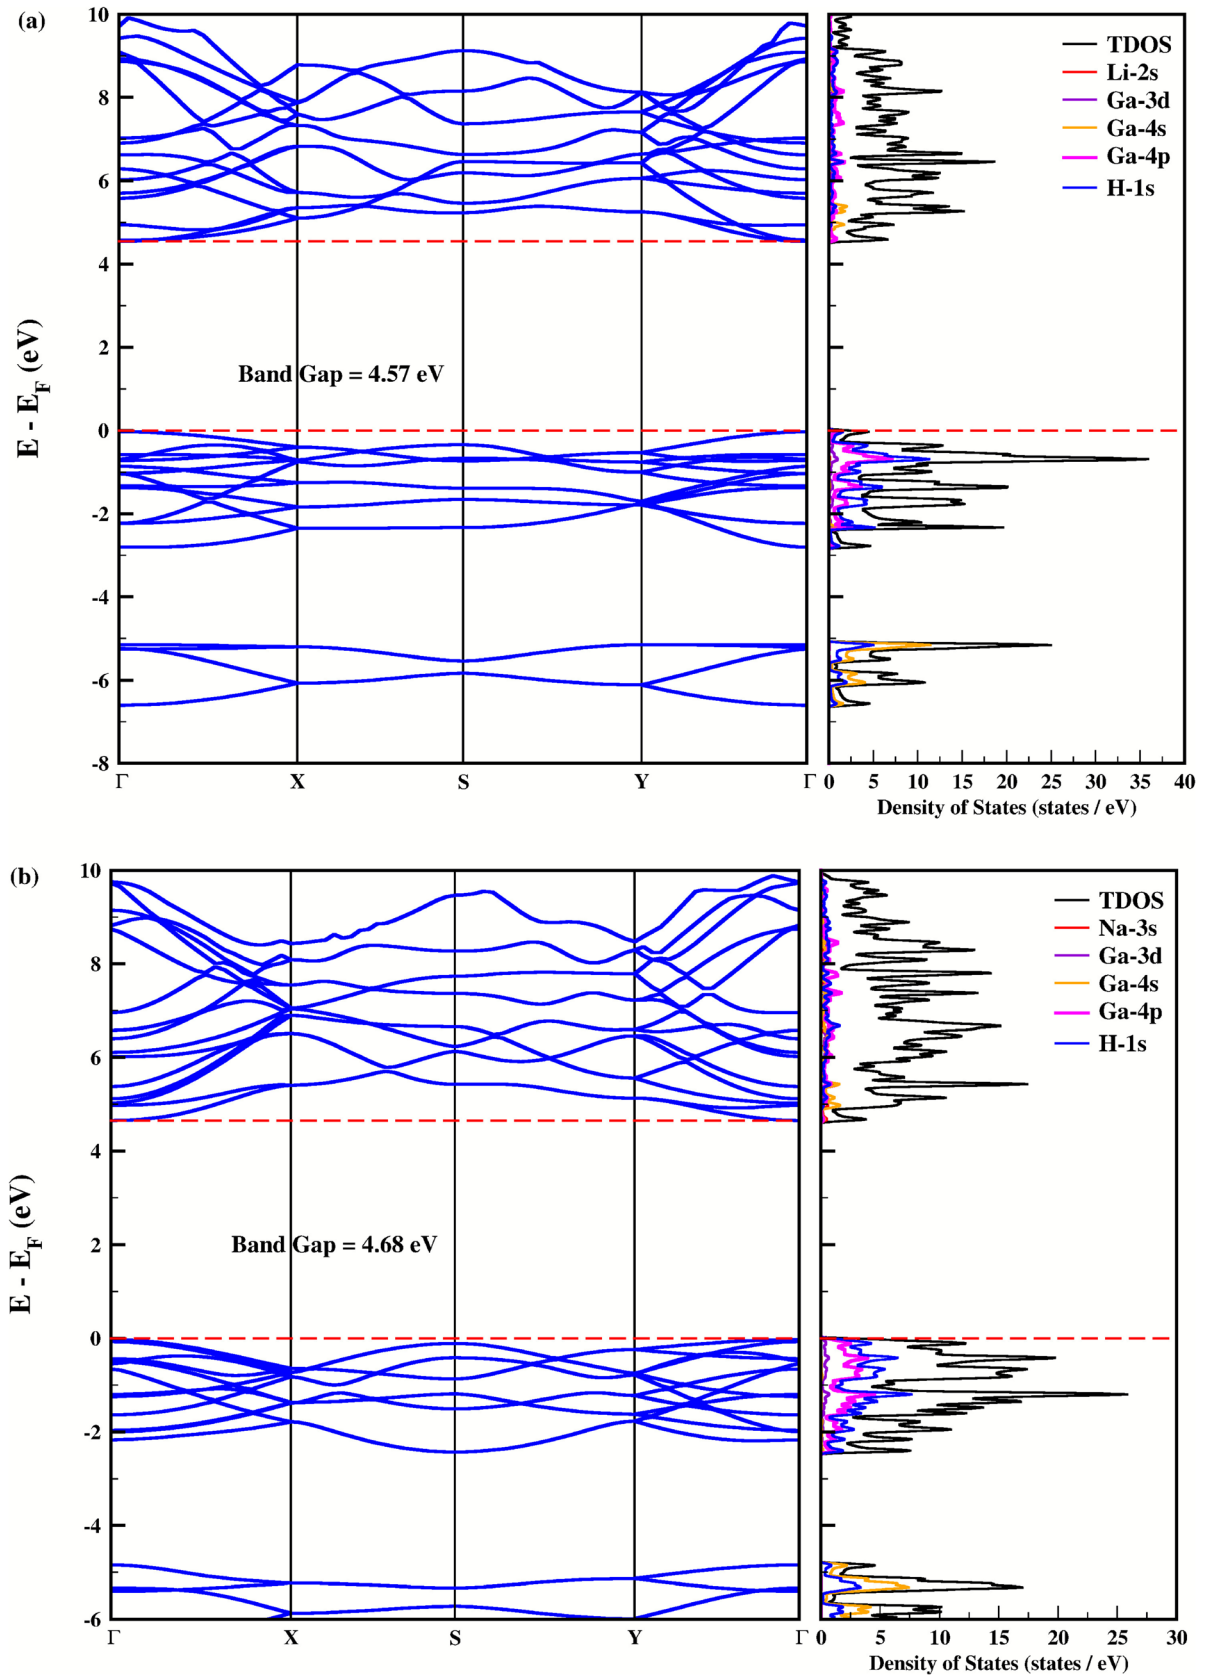 (a)
10
8
6
4
2
0
-2
-4
-6
-8
E - E_F (eV)
Band Gap = 4.57 eV
Γ X S Y Γ
TDOS
Li-2s
Ga-3d
Ga-4s
Ga-4p
H-1s
0 5 10 15 20 25 30 35 40
Density of States (states / eV)
(b)
10
8
6
4
2
0
-2
-4
-6
E - E_F (eV)
Band Gap = 4.68 eV
Γ X S Y Γ
TDOS
Na-3s
Ga-3d
Ga-4s
Ga-4p
H-1s
0 5 10 15 20 25 30
Density of States (states / eV)